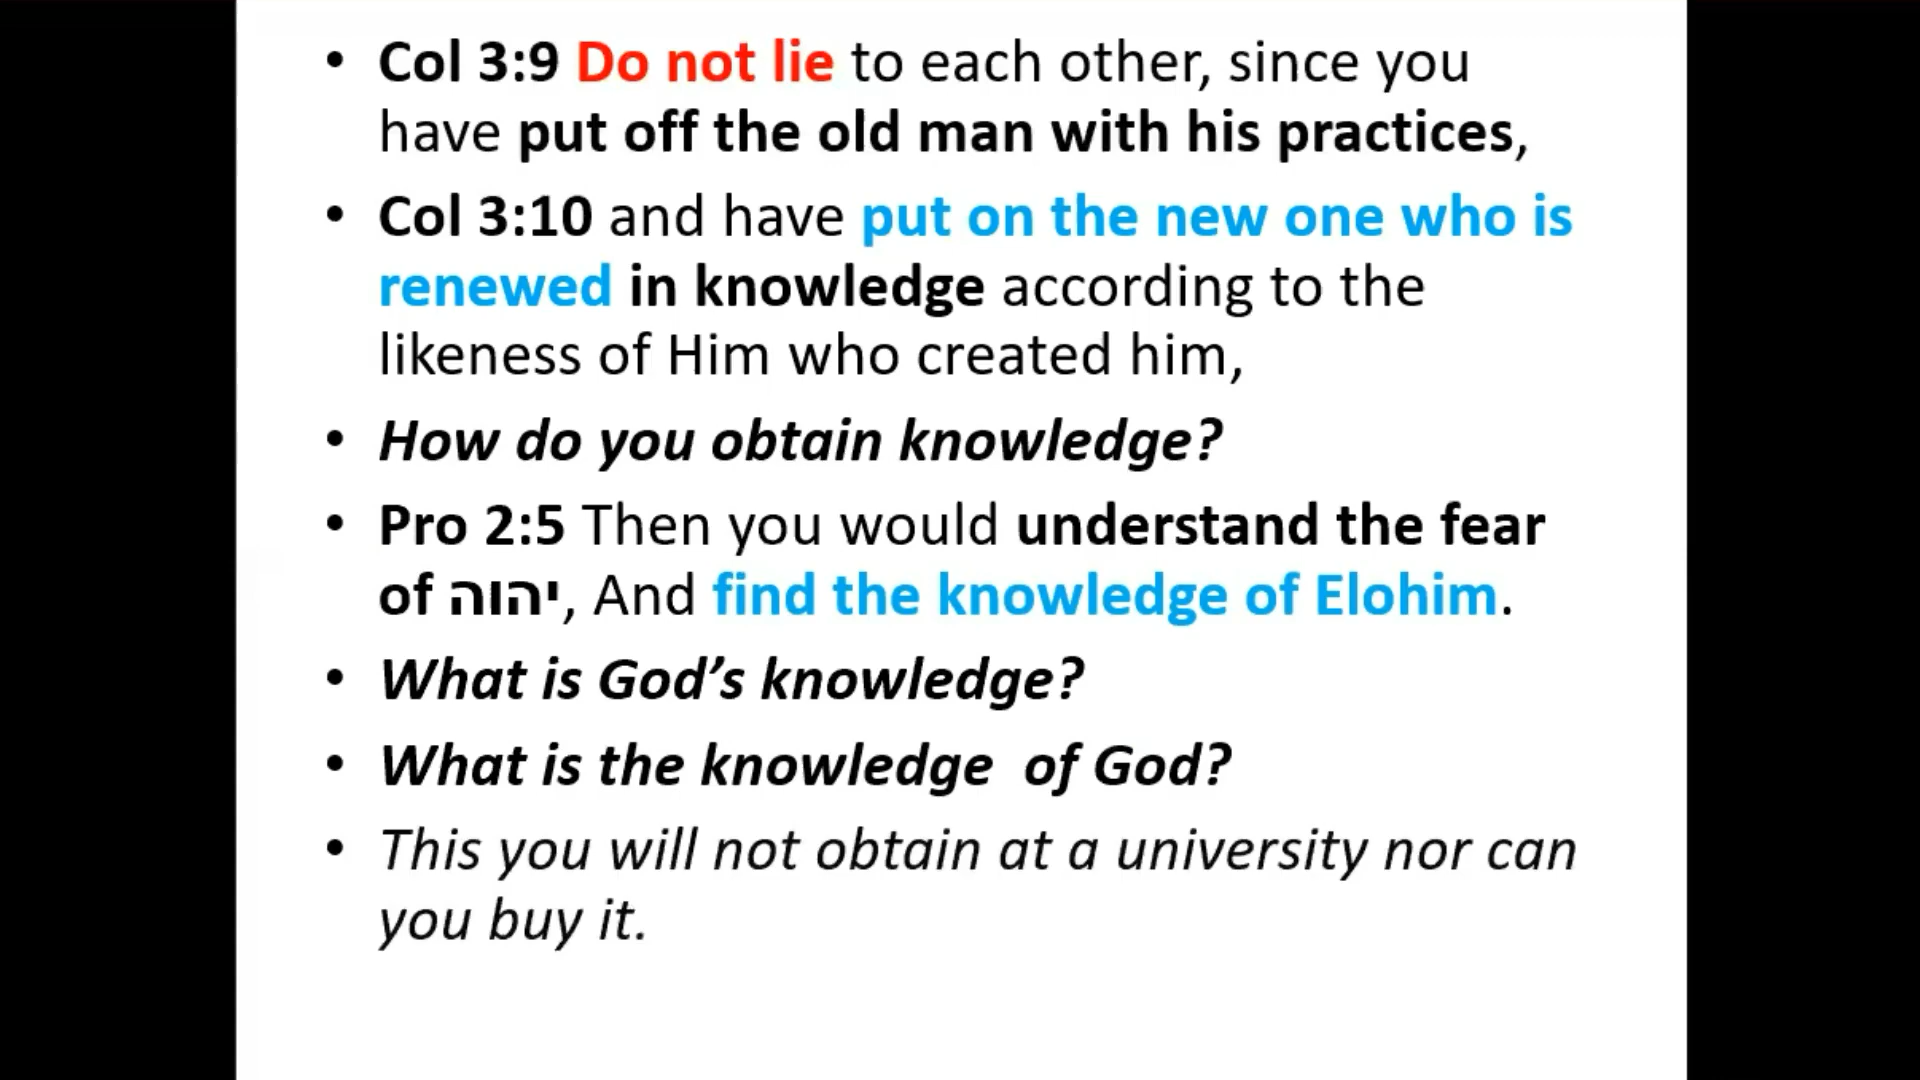 • Col 3:9 Do not lie to each other, since you
have put off the old man with his practices,
• Col 3:10 and have put on the new one who is
renewed in knowledge according to the
likeness of Him who created him,
• How do you obtain knowledge?
• Pro 2:5 Then you would understand the fear
of יהוה, And find the knowledge of Elohim.
• What is God’s knowledge?
• What is the knowledge  of God?
• This you will not obtain at a university nor can
you buy it.